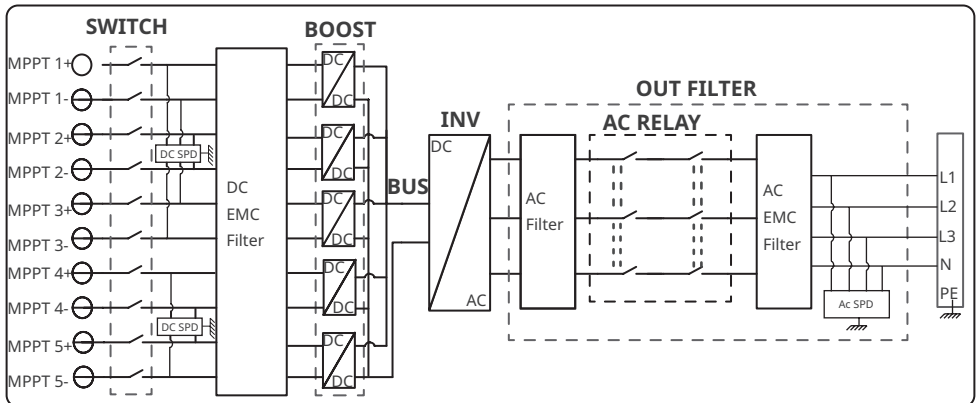 SWITCH
BOOST
MPPT 1+
MPPT 1-
MPPT 2+
MPPT 2-
MPPT 3+
MPPT 3-
MPPT 4+
MPPT 4-
MPPT 5+
MPPT 5-
DC SPD
DC SPD
DC
EMC
Filter
DC
DC
DC
DC
DC
DC
DC
DC
DC
DC
BUS
INV
DC
AC
OUT FILTER
AC RELAY
AC
Filter
AC
EMC
Filter
Ac SPD
L1
L2
L3
N
PE